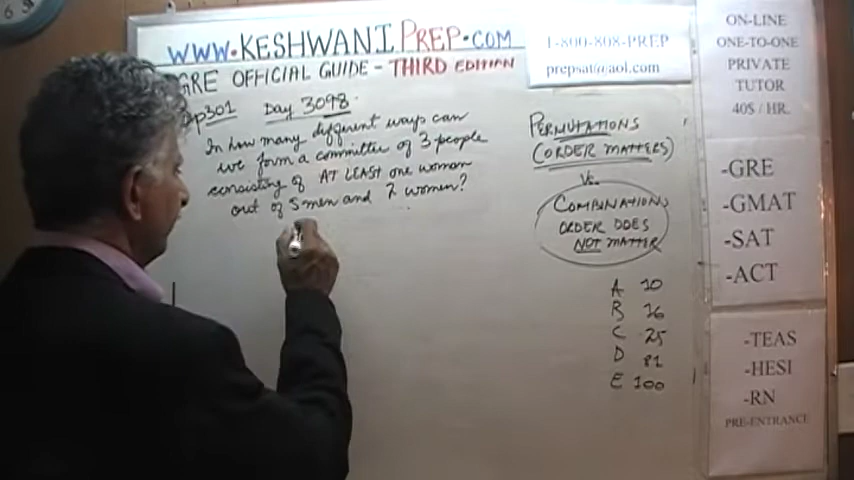 WWW.KESHWANI PREP.COM
GRE OFFICIAL GUIDE - THIRD EDITION
p301 Day 3098
In how many different ways can
we form a committee of 3 people
consisting of AT LEAST one woman
out of 5 men and 2 women?
1-800-808-PREP
prepsat@aol.com
PERMUTATIONS
(ORDER MATTERS)
Vs.
COMBINATIONS
ORDER DOES
NOT MATTER
A 10
B 26
C 25
D 81
E 100
ON-LINE
ONE-TO-ONE
PRIVATE
TUTOR
40$ / HR.
-GRE
-GMAT
-SAT
-ACT
-TEAS
-HESI
-RN
PRE-ENTRANCE